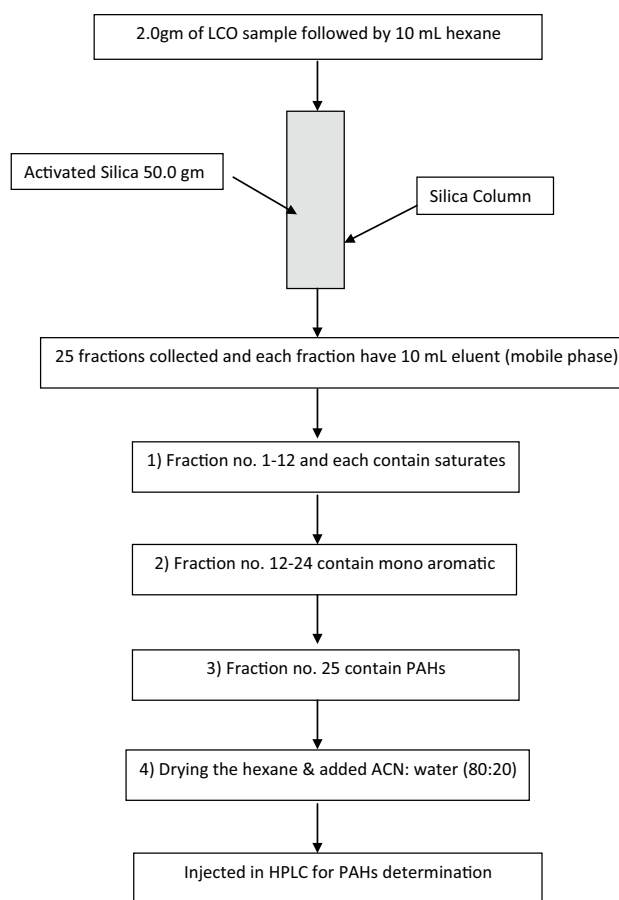 2.0gm of LCO sample followed by 10 mL hexane
Activated Silica 50.0 gm
Silica Column
25 fractions collected and each fraction have 10 mL eluent (mobile phase)
1) Fraction no. 1-12 and each contain saturates
2) Fraction no. 12-24 contain mono aromatic
3) Fraction no. 25 contain PAHs
4) Drying the hexane & added ACN: water (80:20)
Injected in HPLC for PAHs determination